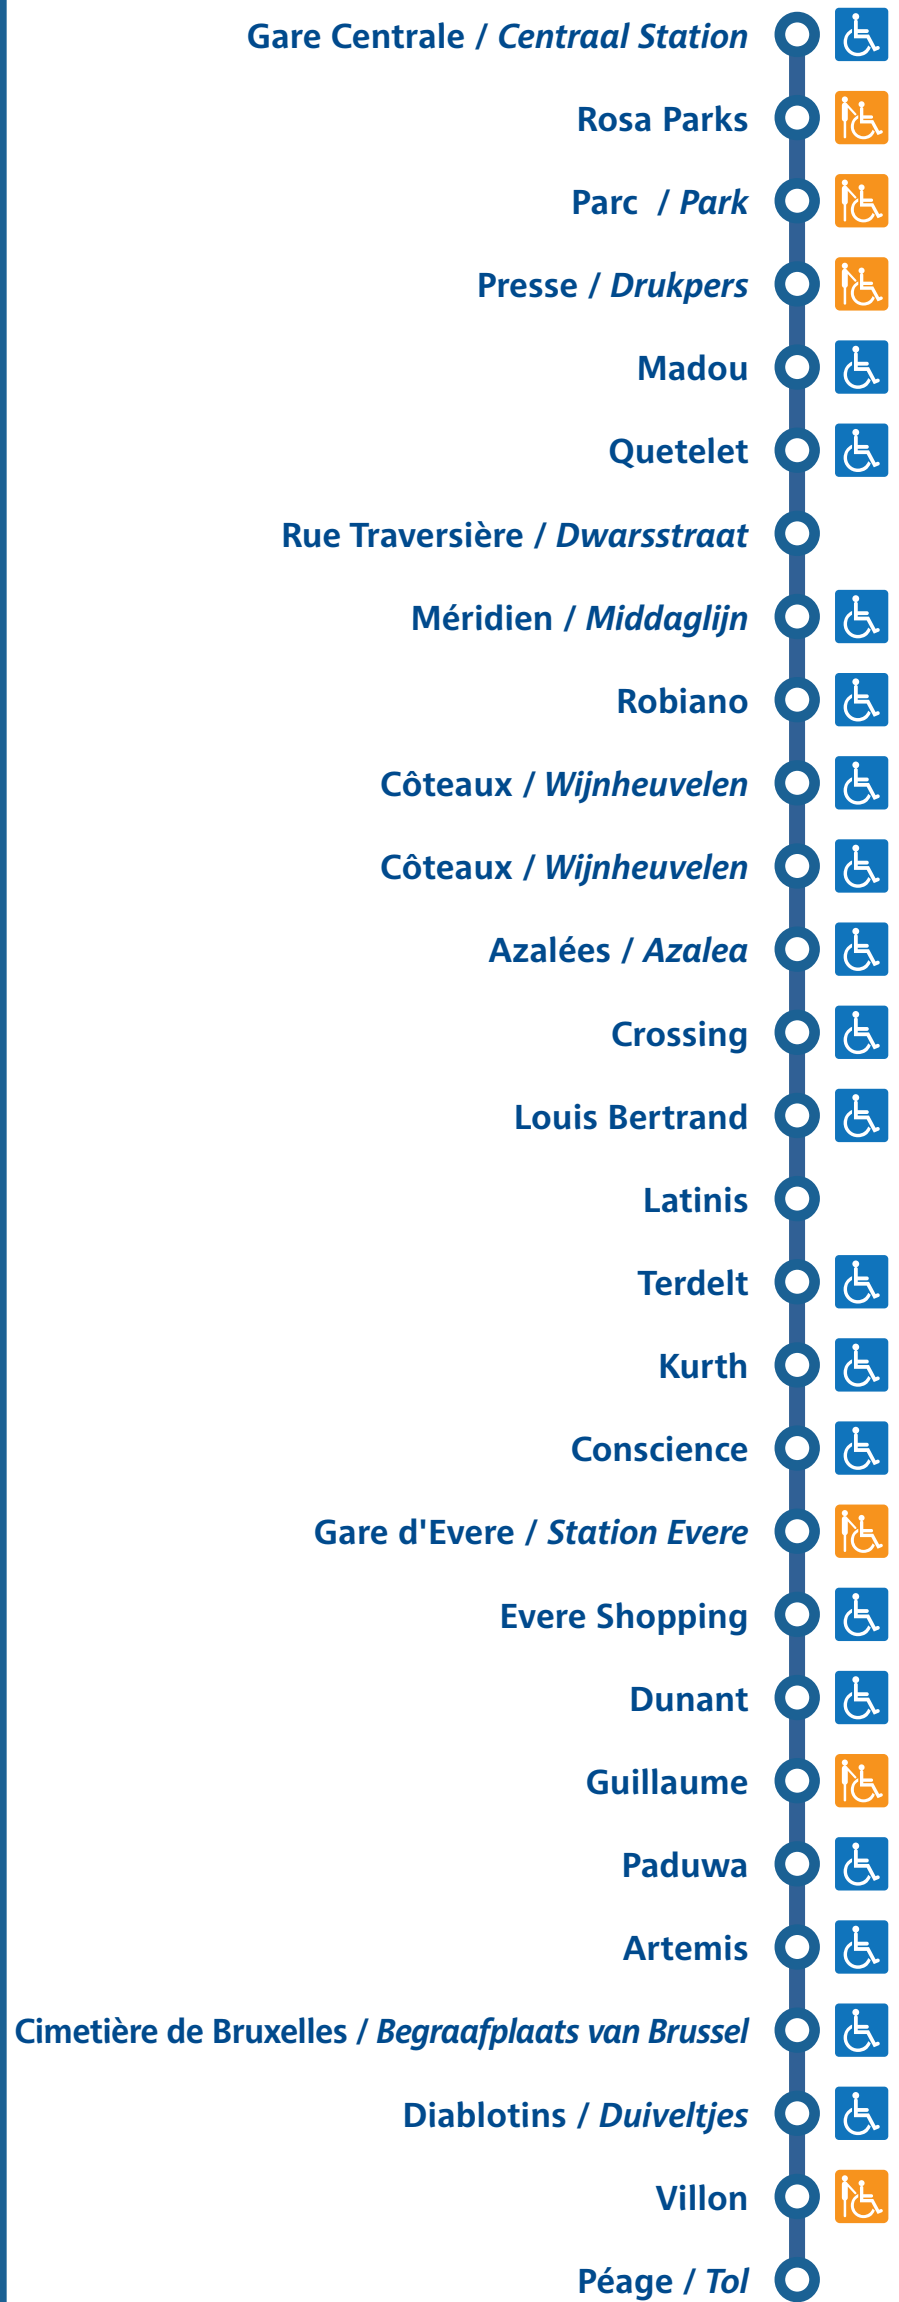 Gare Centrale / Centraal Station
Rosa Parks
Parc / Park
Presse / Drukpers
Madou
Quetelet
Rue Traversière / Dwarsstraat
Méridien / Middaglijn
Robiano
Côteaux / Wijnheuvelen
Côteaux / Wijnheuvelen
Azalées / Azalea
Crossing
Louis Bertrand
Latinis
Terdelt
Kurth
Conscience
Gare d'Evere / Station Evere
Evere Shopping
Dunant
Guillaume
Paduwa
Artemis
Cimetière de Bruxelles / Begraafplaats van Brussel
Diablotins / Duiveltjes
Villon
Péage / Tol